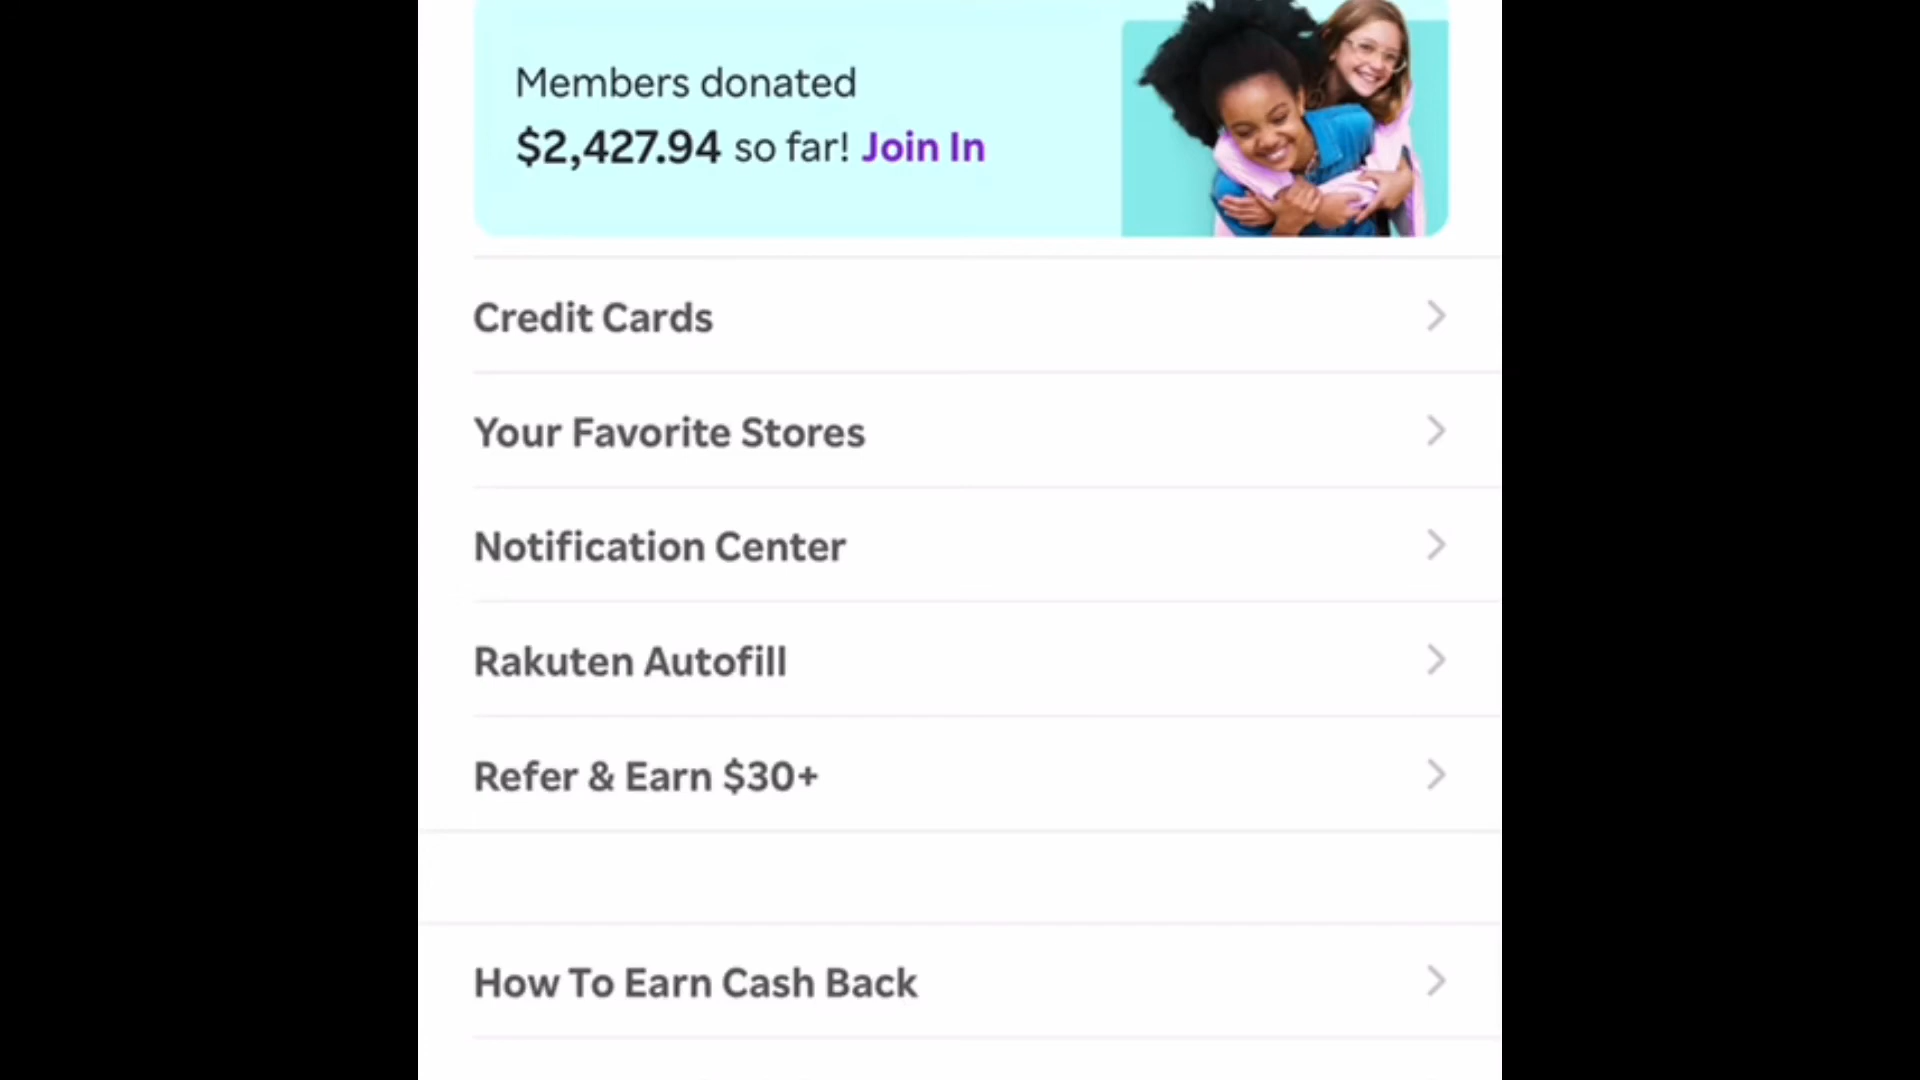 Members donated
$2,427.94 so far! Join In
Credit Cards
Your Favorite Stores
Notification Center
Rakuten Autofill
Refer & Earn $30+
How To Earn Cash Back